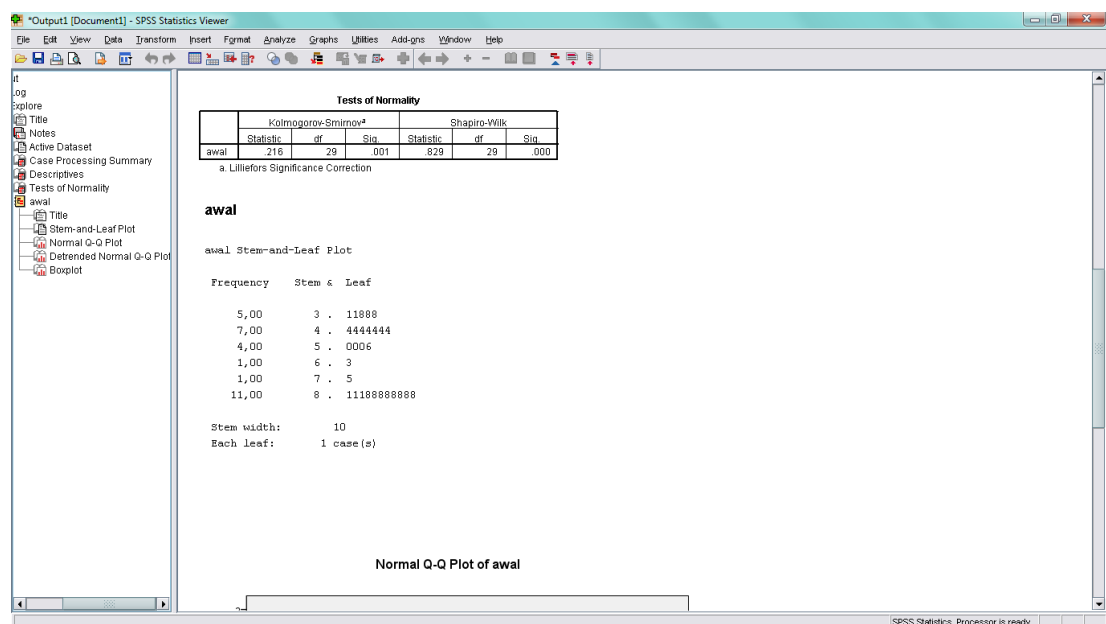 *Output1 [Document1] - SPSS Statistics Viewer
File Edit View Data Transform Insert Format Analyze Graphs Utilities Add-ons Window Help
Explore
Title
Notes
Active Dataset
Case Processing Summary
Descriptives
Tests of Normality
awal
Title
Stem-and-Leaf Plot
Normal Q-Q Plot
Detrended Normal Q-Q Plot
Boxplot
Tests of Normality
Kolmogorov-Smirnovª Shapiro-Wilk
Statistic df Sig. Statistic df Sig.
awal .216 29 .001 .829 29 .000
a. Lilliefors Significance Correction
awal
awal Stem-and-Leaf Plot
Frequency Stem & Leaf
5,00 3 . 11888
7,00 4 . 4444444
4,00 5 . 0006
1,00 6 . 3
1,00 7 . 5
11,00 8 . 11188888888
Stem width: 10
Each leaf: 1 case(s)
Normal Q-Q Plot of awal
SPSS Statistics Processor is ready